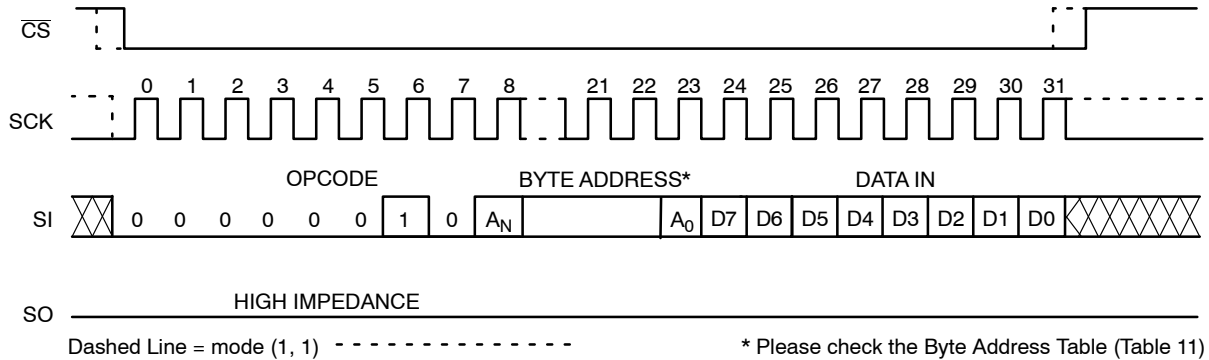 CS
0 1 2 3 4 5 6 7 8 21 22 23 24 25 26 27 28 29 30 31
SCK
OPCODE BYTE ADDRESS* DATA IN
SI 0 0 0 0 0 0 1 0 AN A0 D7 D6 D5 D4 D3 D2 D1 D0
HIGH IMPEDANCE
SO
Dashed Line = mode (1, 1) * Please check the Byte Address Table (Table 11)